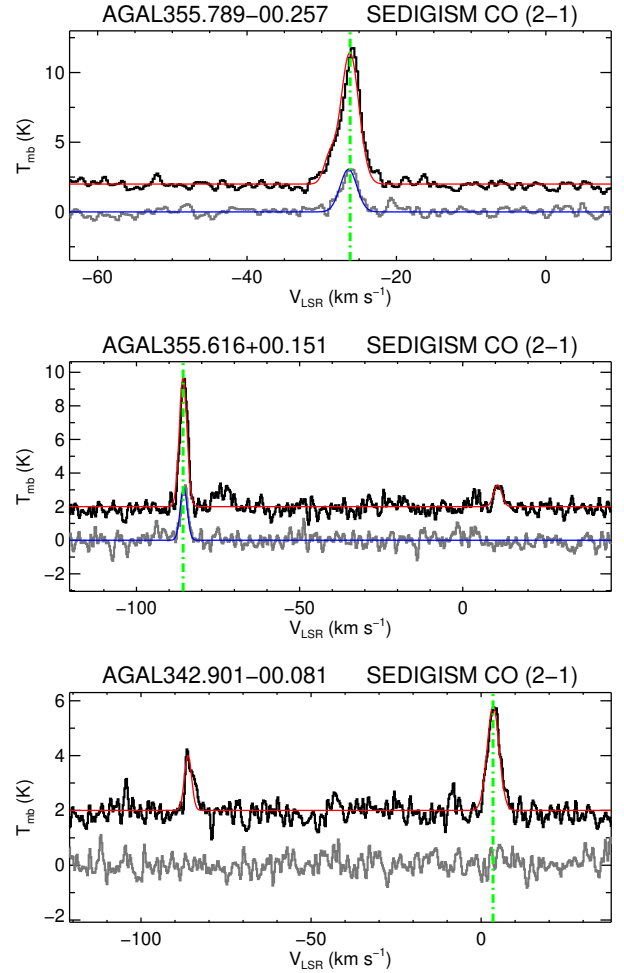 AGAL355.789−00.257 SEDIGISM CO (2−1)
10
5
0
T_mb (K)
−60 −40 −20 0
V_LSR (km s⁻¹)
AGAL355.616+00.151 SEDIGISM CO (2−1)
10
8
6
4
2
0
−2
T_mb (K)
−100 −50 0
V_LSR (km s⁻¹)
AGAL342.901−00.081 SEDIGISM CO (2−1)
6
4
2
0
−2
T_mb (K)
−100 −50 0
V_LSR (km s⁻¹)